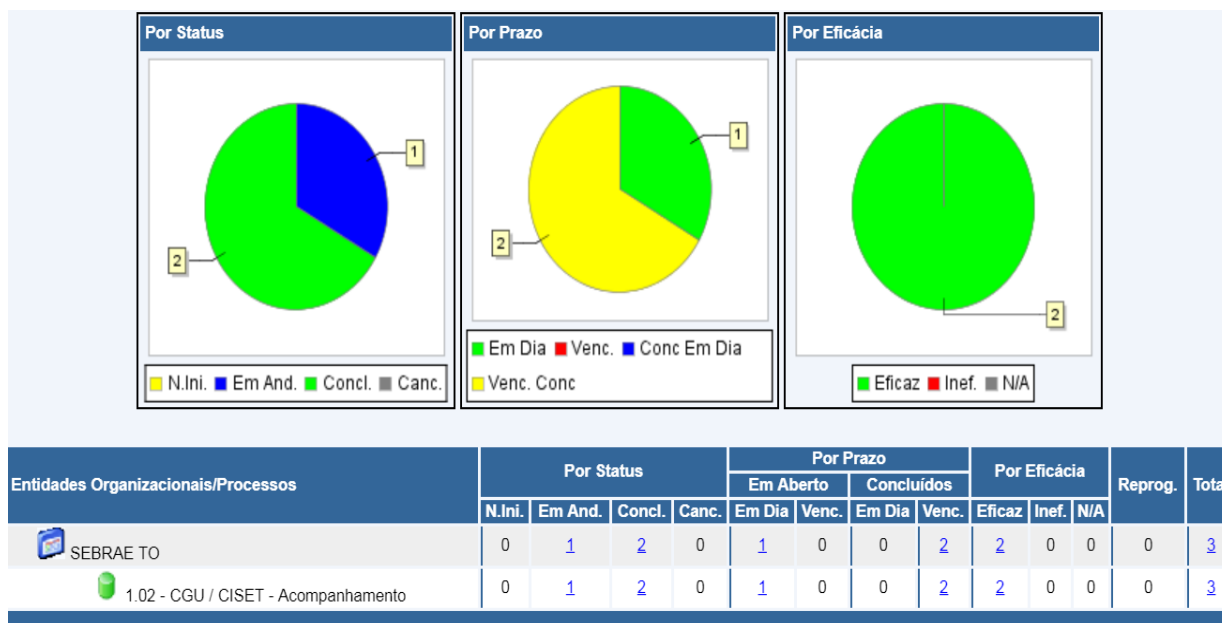 Por Status
Por Prazo
Por Eficácia
1
2
1
2
2
N.Ini. Em And. Concl. Canc.
Em Dia Venc. Conc Em Dia
Venc. Conc
Eficaz Inef. N/A
Entidades Organizacionais/Processos Por Status Por Prazo Por Eficácia Reprog. Tota
Em Aberto Concluídos
N.Ini. Em And. Concl. Canc. Em Dia Venc. Em Dia Venc. Eficaz Inef. N/A
SEBRAE TO 0 1 2 0 1 0 0 2 2 0 0 0 3
1.02 - CGU / CISET - Acompanhamento 0 1 2 0 1 0 0 2 2 0 0 0 3